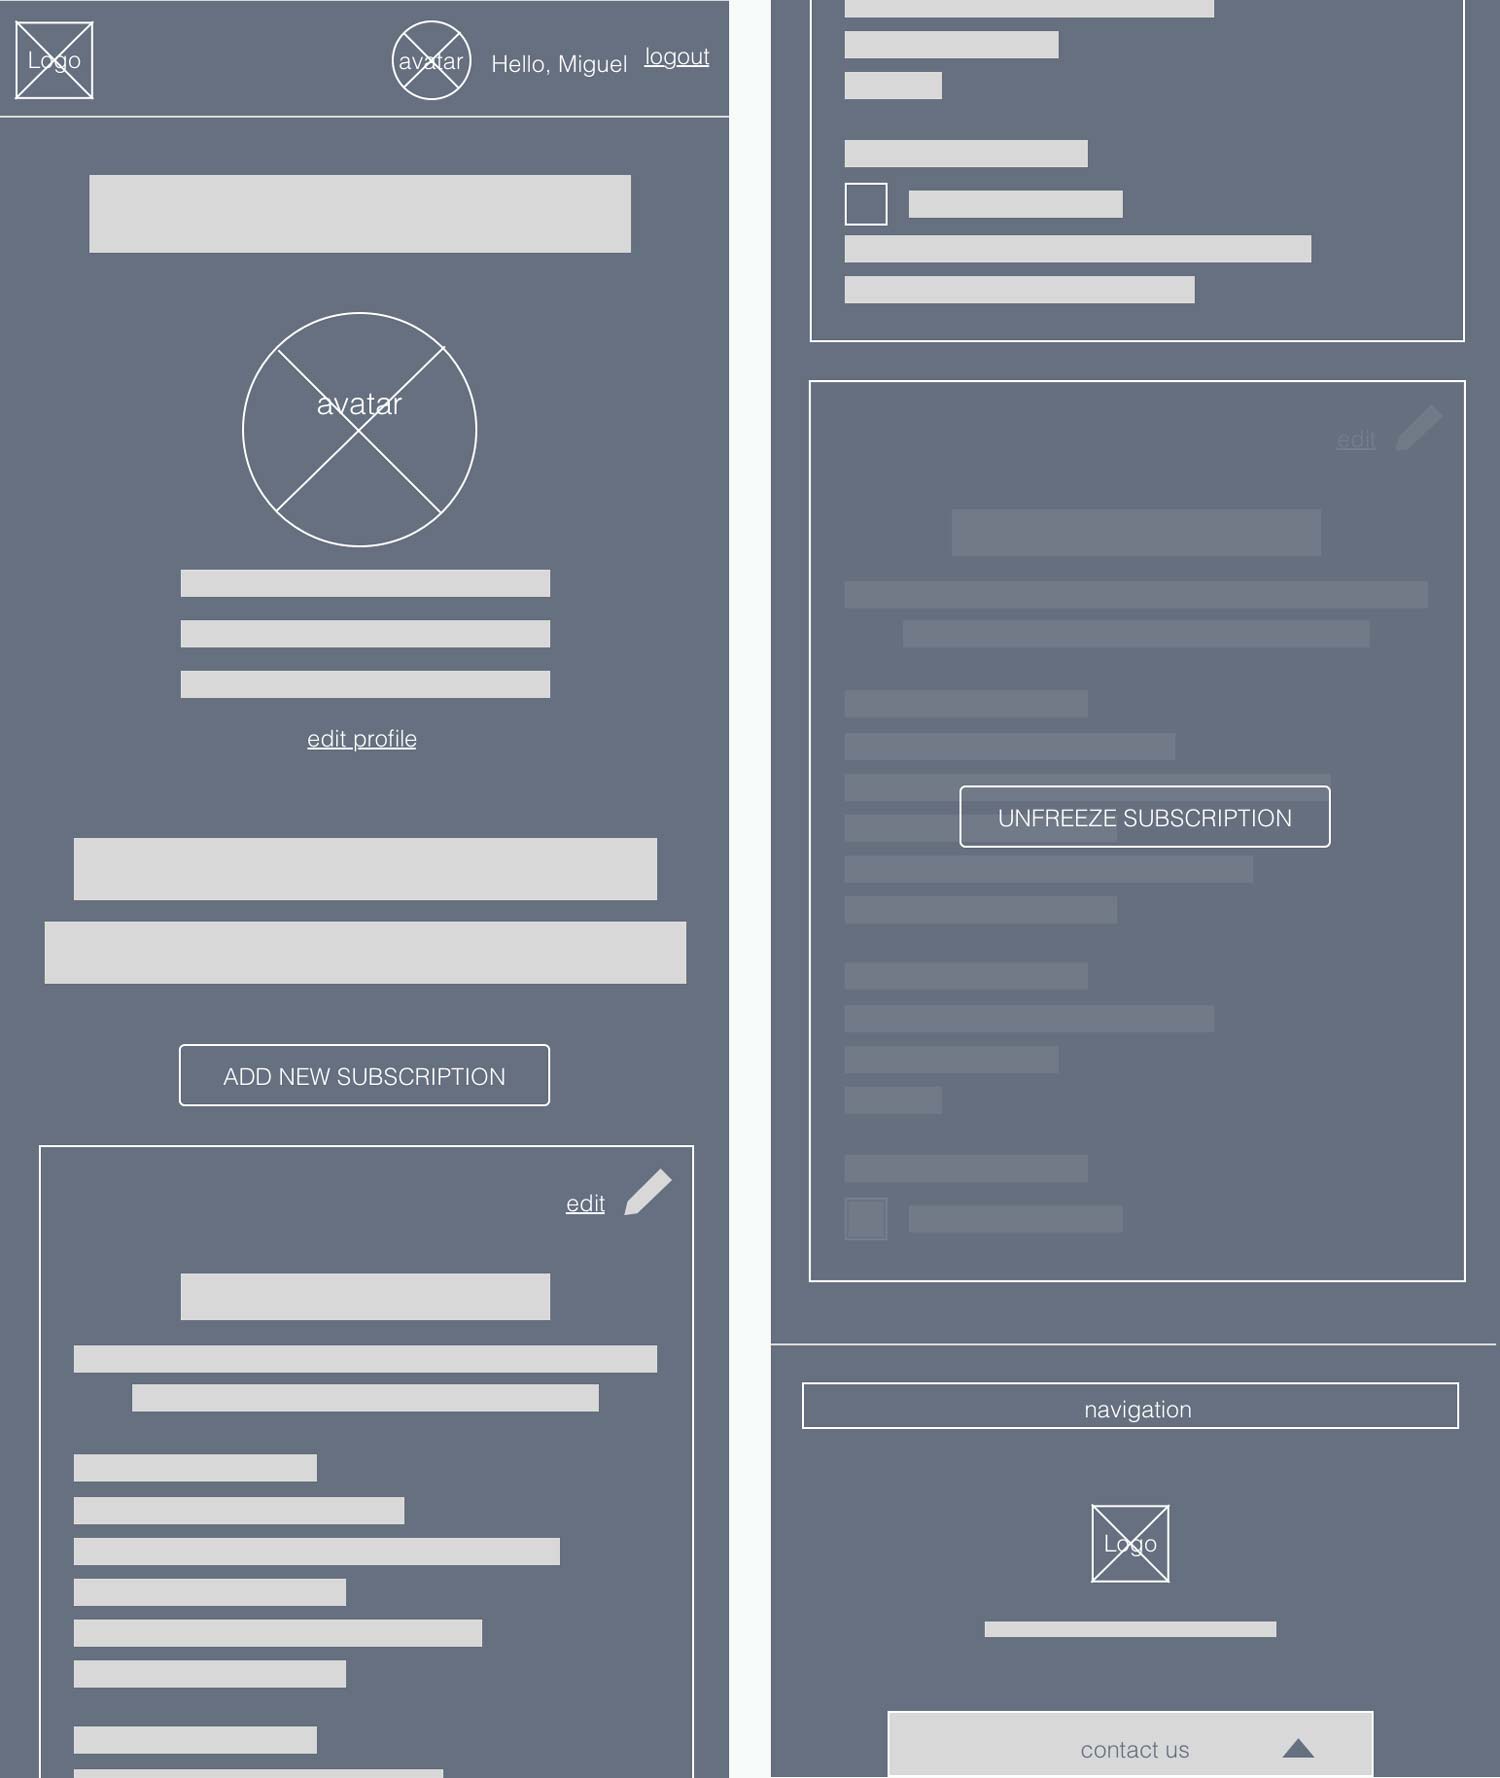 Logo
avatar
Hello, Miguel
logout
avatar
edit profile
ADD NEW SUBSCRIPTION
edit
edit
UNFREEZE SUBSCRIPTION
navigation
Logo
contact us